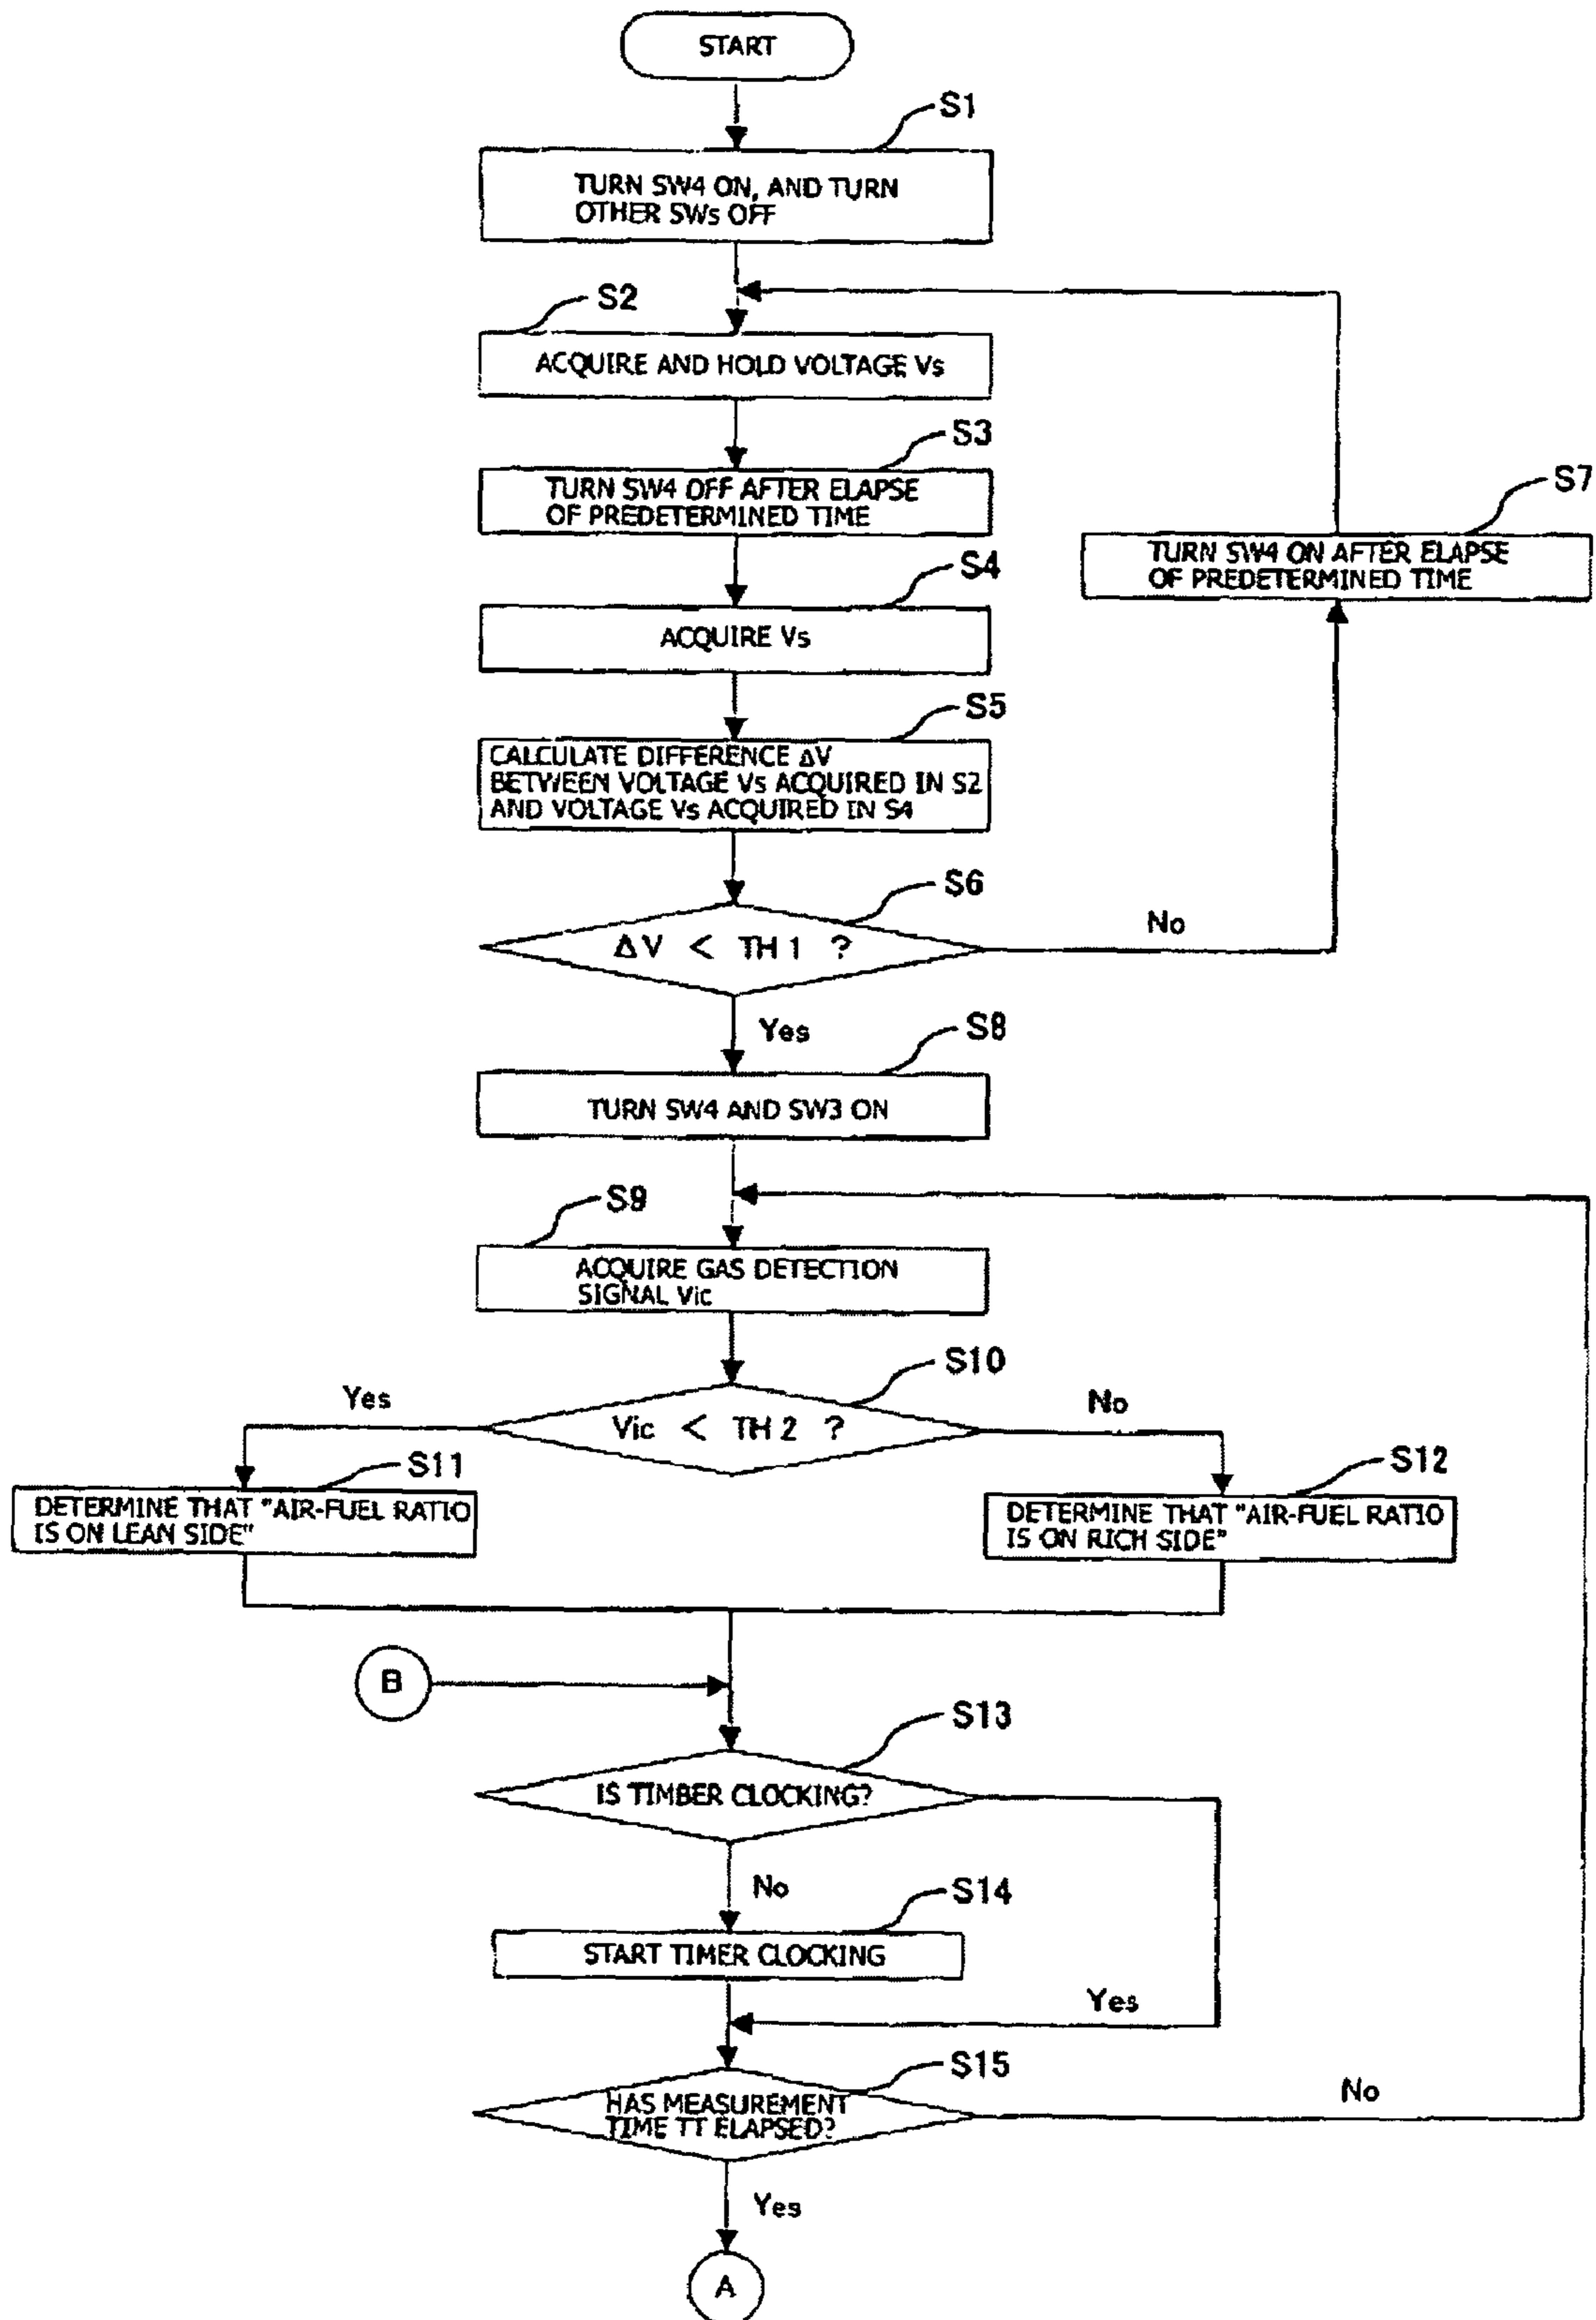 START
S1
TURN SW4 ON, AND TURN
OTHER SWs OFF
S2
ACQUIRE AND HOLD VOLTAGE Vs
S3
TURN SW4 OFF AFTER ELAPSE
OF PREDETERMINED TIME
S7
TURN SW4 ON AFTER ELAPSE
OF PREDETERMINED TIME
S4
ACQUIRE Vs
S5
CALCULATE DIFFERENCE ΔV
BETWEEN VOLTAGE Vs ACQUIRED IN S2
AND VOLTAGE Vs ACQUIRED IN S4
S6
ΔV < TH 1 ?
No
Yes
S8
TURN SW4 AND SW3 ON
S9
ACQUIRE GAS DETECTION
SIGNAL Vic
S10
Vic < TH 2 ?
Yes
No
S11
DETERMINE THAT "AIR-FUEL RATIO
IS ON LEAN SIDE"
S12
DETERMINE THAT "AIR-FUEL RATIO
IS ON RICH SIDE"
B
S13
IS TIMBER CLOCKING?
No
S14
START TIMER CLOCKING
Yes
S15
HAS MEASUREMENT
TIME TT ELAPSED?
No
Yes
A